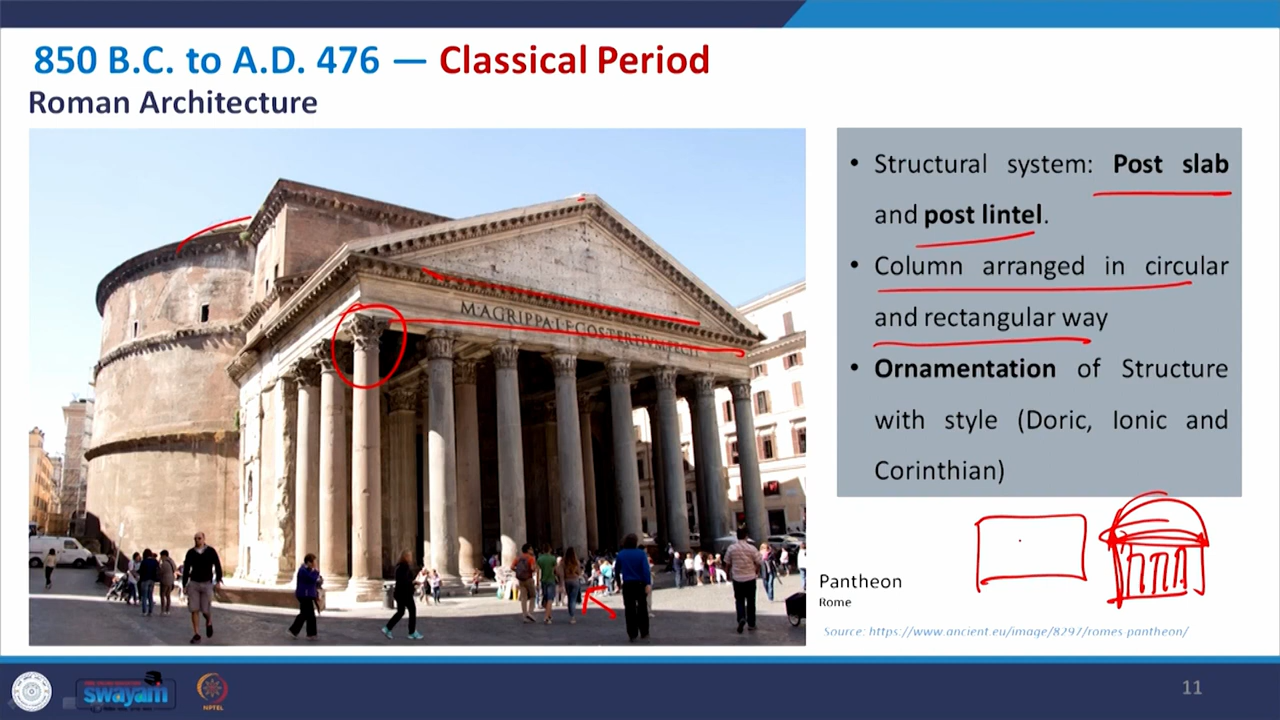 850 B.C. to A.D. 476 — Classical Period
Roman Architecture
M·AGRIPPA·L·F·COS·TERTIVM·FECIT
• Structural system: Post slab
and post lintel.
• Column arranged in circular
and rectangular way
• Ornamentation of Structure
with style (Doric, Ionic and
Corinthian)
Pantheon
Rome
Source: https://www.ancient.eu/image/8297/romes-pantheon/
swayam
NPTEL
11